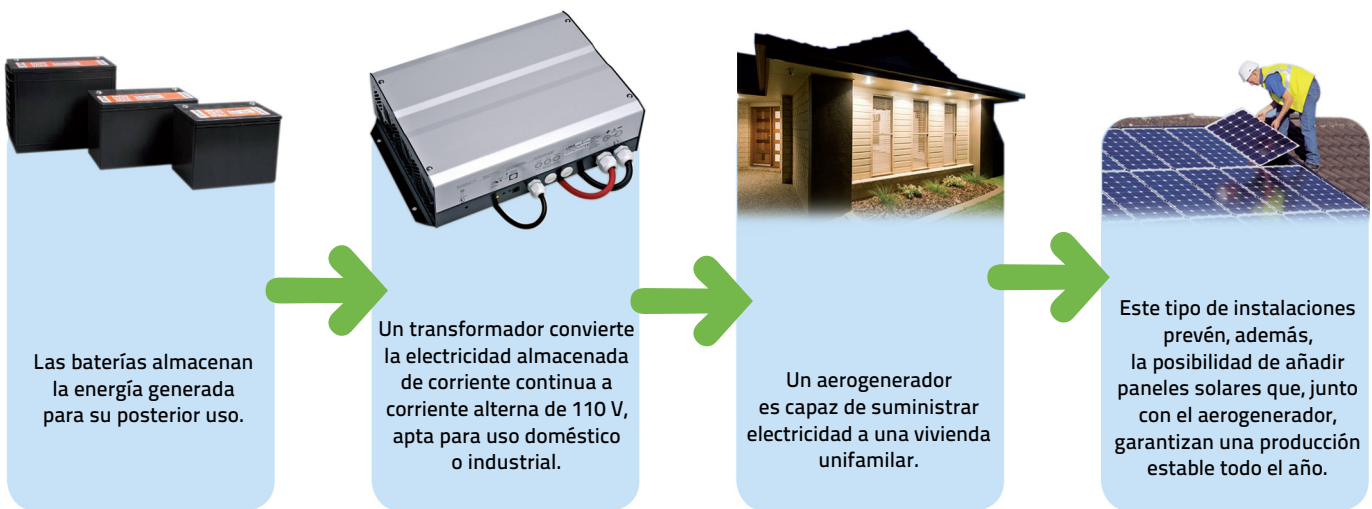 Las baterías almacenan
la energía generada
para su posterior uso.
Un transformador convierte
la electricidad almacenada
de corriente continua a
corriente alterna de 110 V,
apta para uso doméstico
o industrial.
Un aerogenerador
es capaz de suministrar
electricidad a una vivienda
unifamilar.
Este tipo de instalaciones
prevén, además,
la posibilidad de añadir
paneles solares que, junto
con el aerogenerador,
garantizan una producción
estable todo el año.